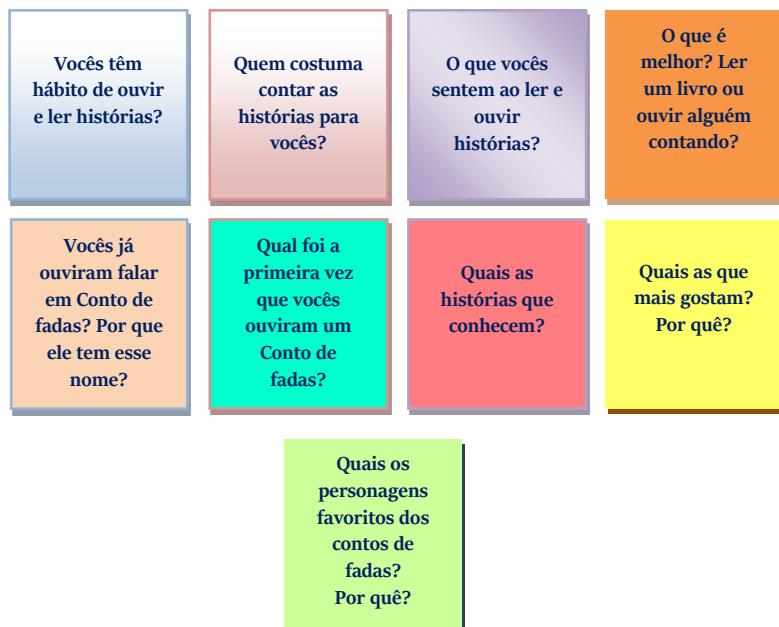 Vocês têm
hábito de ouvir
e ler histórias?
Quem costuma
contar as
histórias para
vocês?
O que vocês
sentem ao ler e
ouvir
histórias?
O que é
melhor? Ler
um livro ou
ouvir alguém
contando?
Vocês já
ouviram falar
em Conto de
fadas? Por que
ele tem esse
nome?
Qual foi a
primeira vez
que vocês
ouviram um
Conto de
fadas?
Quais as
histórias que
conhecem?
Quais as que
mais gostam?
Por quê?
Quais os
personagens
favoritos dos
contos de
fadas?
Por quê?